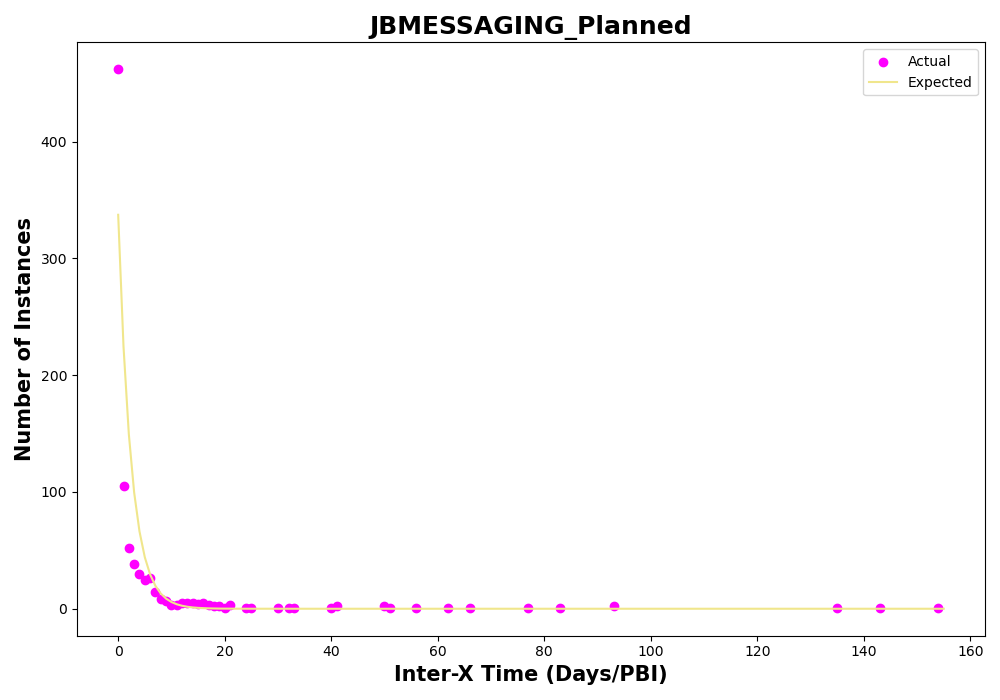 JBMESSAGING_Planned
Actual
Expected
Number of Instances
400
300
200
100
0
0 20 40 60 80 100 120 140 160
Inter-X Time (Days/PBI)